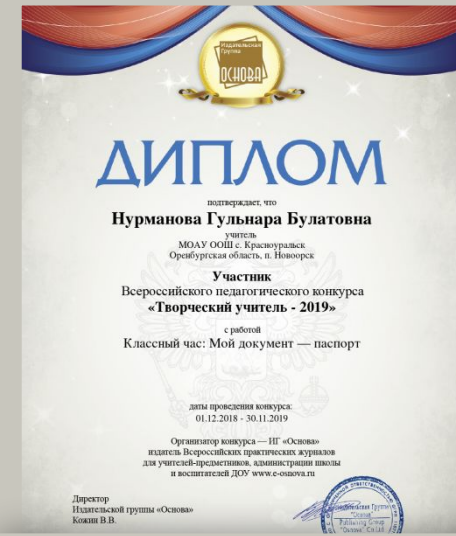 Издательская
Группа
ОСНОВА
ДИПЛОМ
подтверждает, что
Нурманова Гульнара Булатовна
учитель
МОАУ ООШ с. Красноуральск
Оренбургская область, п. Новоорск
Участник
Всероссийского педагогического конкурса
«Творческий учитель - 2019»
с работой
Классный час: Мой документ — паспорт
даты проведения конкурса:
01.12.2018 - 30.11.2019
Организатор конкурса — ИГ «Основа»
издатель Всероссийских практических журналов
для учителей-предметников, администрации школы
и воспитателей ДОУ www.e-osnova.ru
Директор
Издательской группы «Основа»
Кожин В.В.
"Основа"
Publishing Group